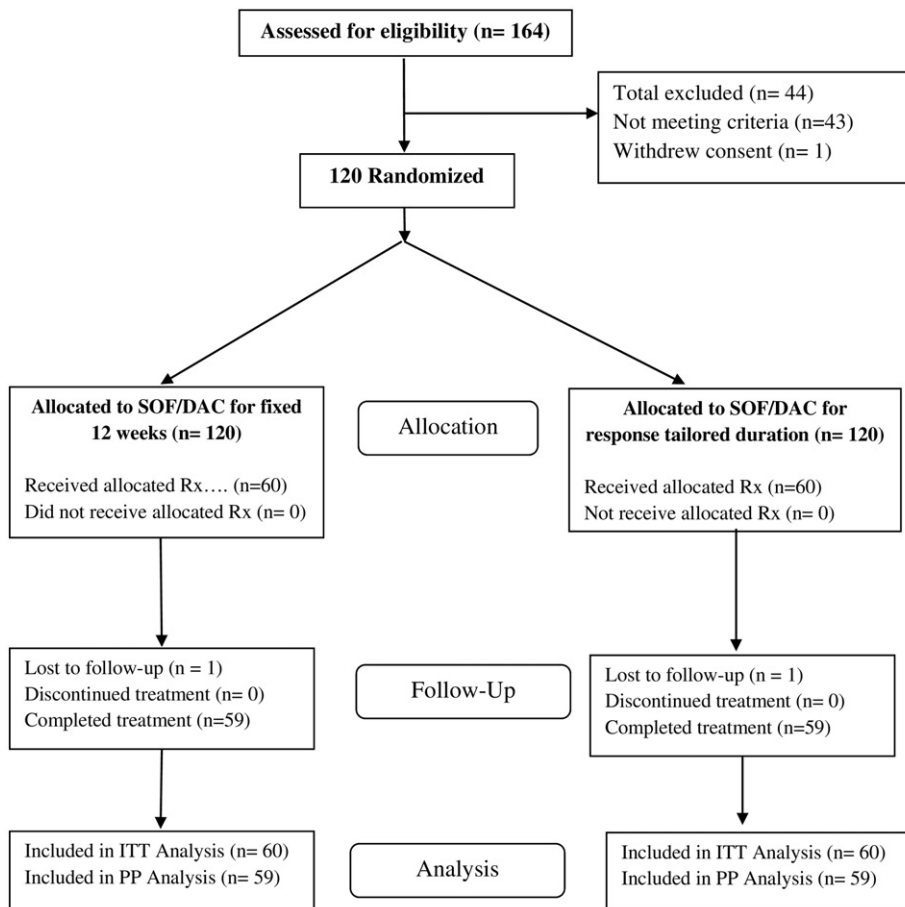 Assessed for eligibility (n= 164)
Total excluded (n= 44)
Not meeting criteria (n=43)
Withdrew consent (n= 1)
120 Randomized
Allocated to SOF/DAC for fixed
12 weeks (n= 120)
Received allocated Rx…. (n=60)
Did not receive allocated Rx (n= 0)
Allocation
Allocated to SOF/DAC for
response tailored duration (n= 120)
Received allocated Rx (n=60)
Not receive allocated Rx (n= 0)
Lost to follow-up (n = 1)
Discontinued treatment (n= 0)
Completed treatment (n=59)
Follow-Up
Lost to follow-up (n = 1)
Discontinued treatment (n= 0)
Completed treatment (n=59)
Included in ITT Analysis (n= 60)
Included in PP Analysis (n= 59)
Analysis
Included in ITT Analysis (n= 60)
Included in PP Analysis (n= 59)